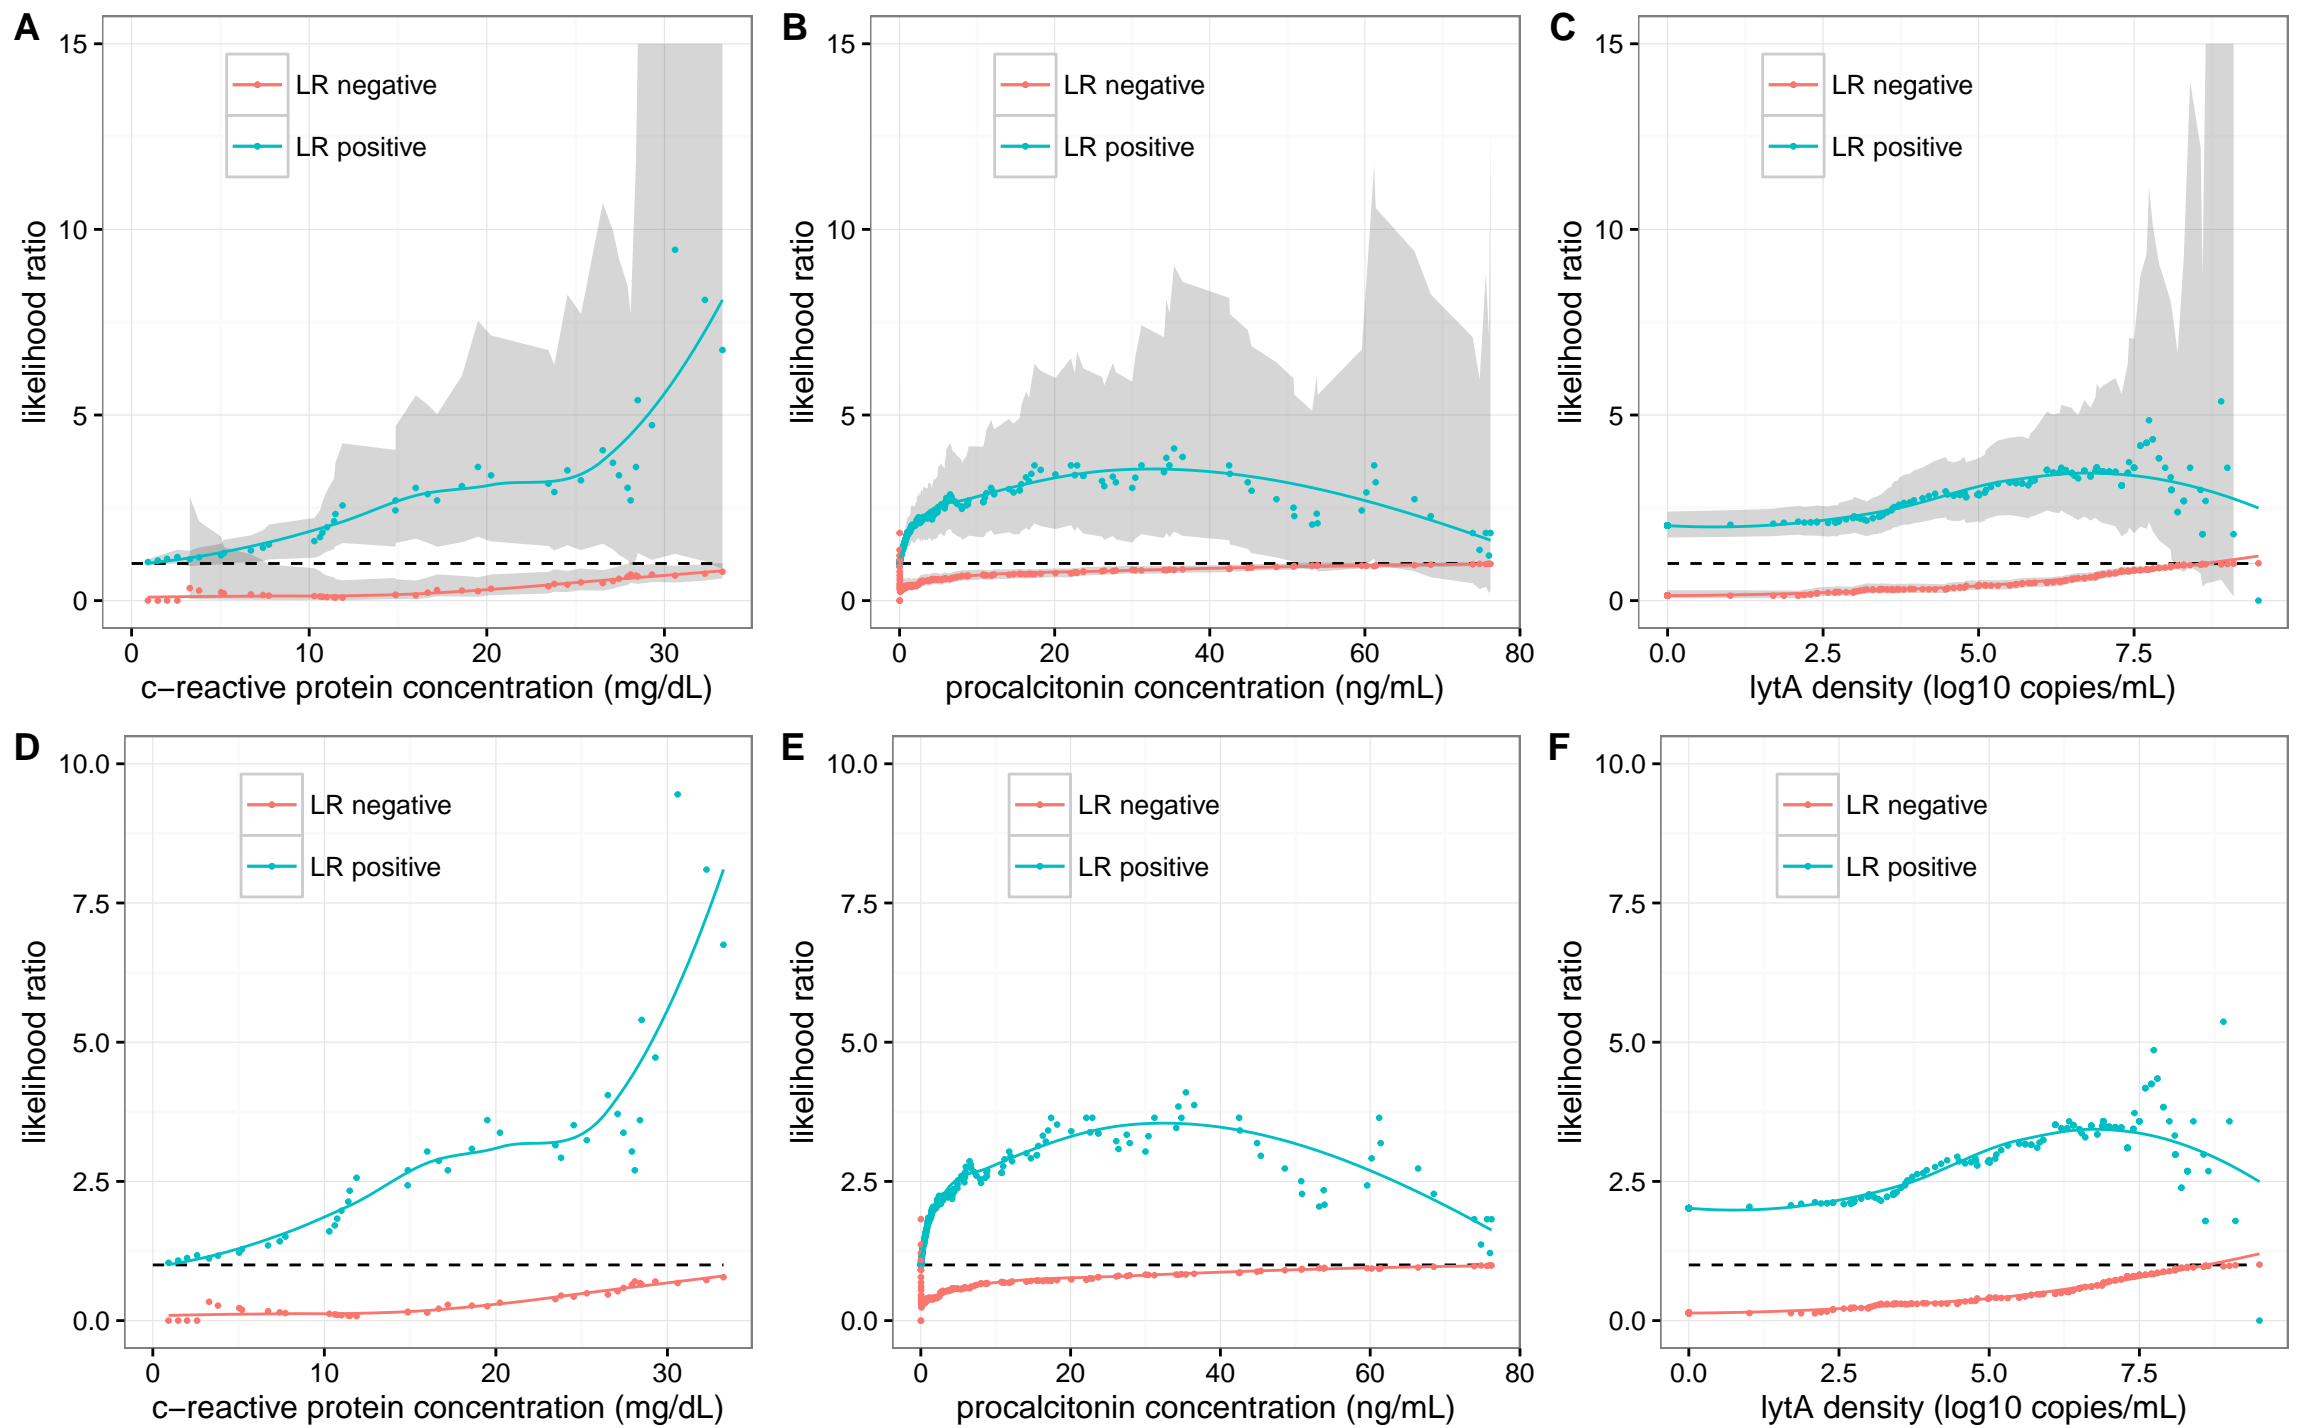 A
15
10
5
0
likelihood ratio
LR negative
LR positive
0
10
20
30
c−reactive protein concentration (mg/dL)
B
15
10
5
0
likelihood ratio
LR negative
LR positive
0
20
40
60
80
procalcitonin concentration (ng/mL)
C
15
10
5
0
likelihood ratio
LR negative
LR positive
0.0
2.5
5.0
7.5
lytA density (log10 copies/mL)
D
10.0
7.5
5.0
2.5
0.0
likelihood ratio
LR negative
LR positive
0
10
20
30
c−reactive protein concentration (mg/dL)
E
10.0
7.5
5.0
2.5
0.0
likelihood ratio
LR negative
LR positive
0
20
40
60
80
procalcitonin concentration (ng/mL)
F
10.0
7.5
5.0
2.5
0.0
likelihood ratio
LR negative
LR positive
0.0
2.5
5.0
7.5
lytA density (log10 copies/mL)